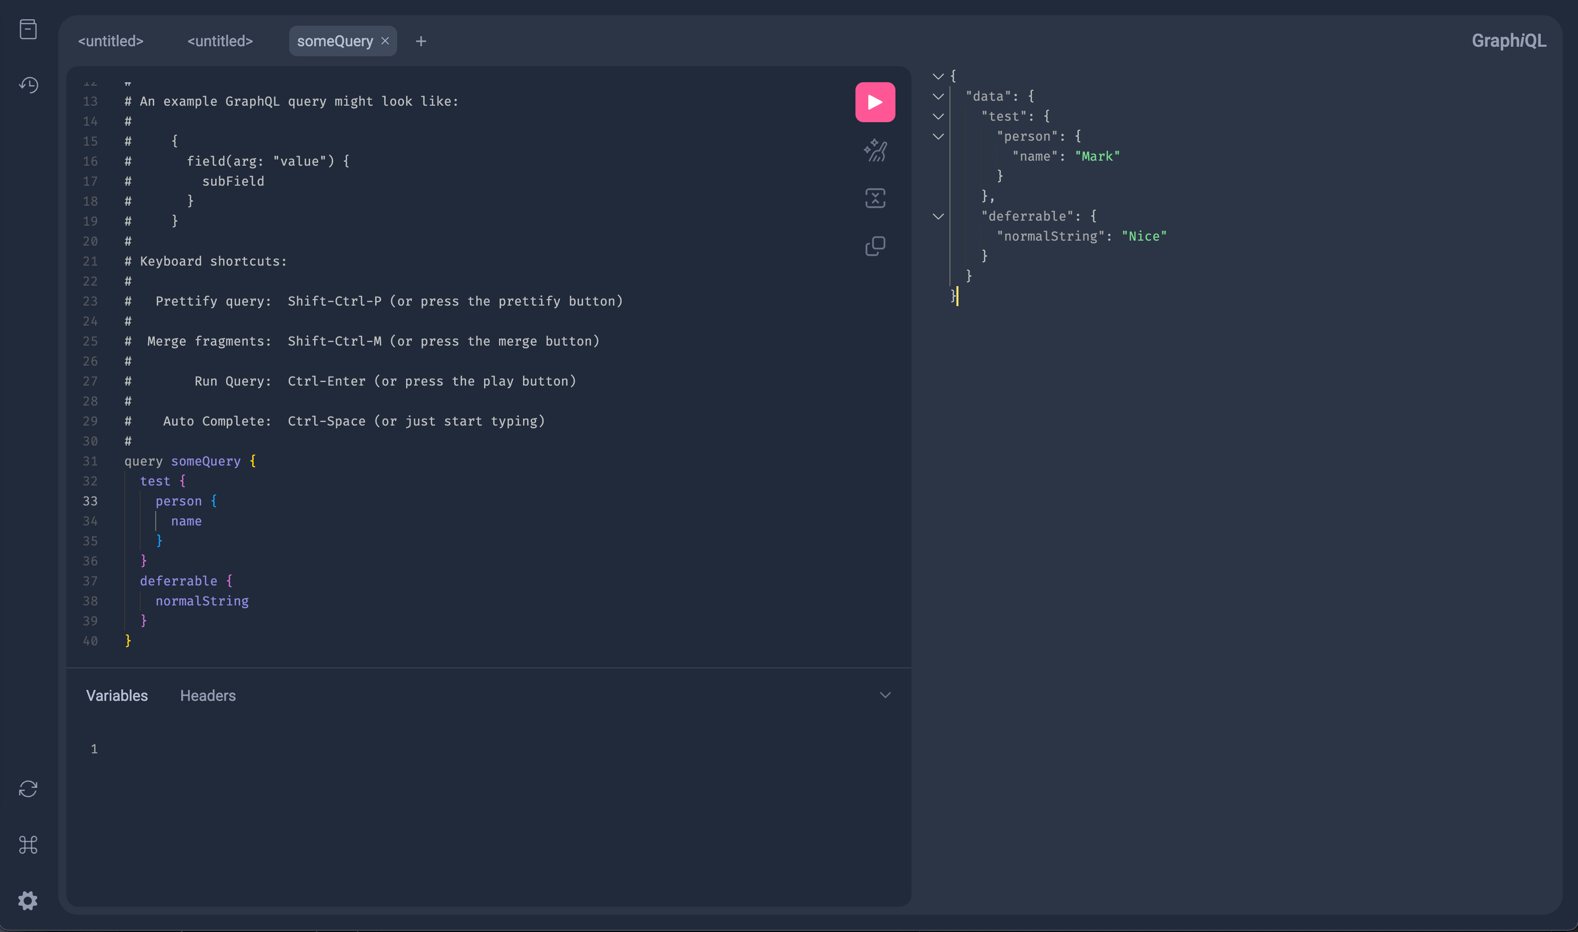 <untitled> <untitled> someQuery × +
GraphiQL
12 #
13 # An example GraphQL query might look like:
14 #
15 #     {
16 #       field(arg: "value") {
17 #         subField
18 #       }
19 #     }
20 #
21 # Keyboard shortcuts:
22 #
23 #   Prettify query:  Shift-Ctrl-P (or press the prettify button)
24 #
25 #  Merge fragments:  Shift-Ctrl-M (or press the merge button)
26 #
27 #        Run Query:  Ctrl-Enter (or press the play button)
28 #
29 #    Auto Complete:  Ctrl-Space (or just start typing)
30 #
31 query someQuery {
32   test {
33     person {
34       name
35     }
36   }
37   deferrable {
38     normalString
39   }
40 }
Variables Headers
1
{
  "data": {
    "test": {
      "person": {
        "name": "Mark"
      }
    },
    "deferrable": {
      "normalString": "Nice"
    }
  }
}